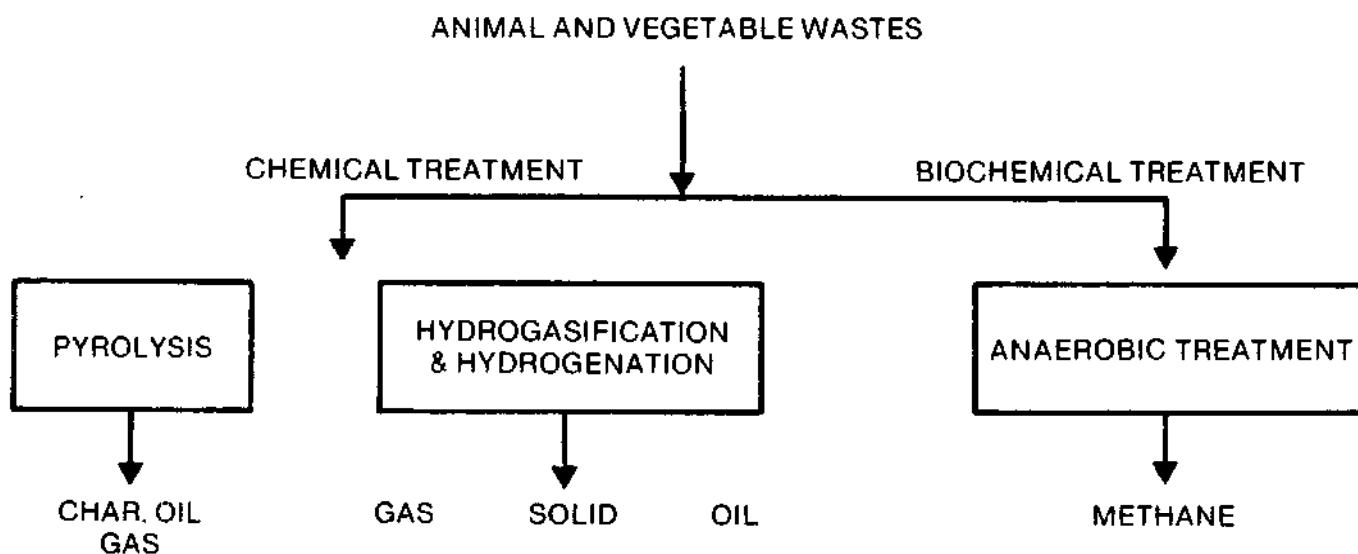 ANIMAL AND VEGETABLE WASTES
CHEMICAL TREATMENT
BIOCHEMICAL TREATMENT
PYROLYSIS
HYDROGASIFICATION
& HYDROGENATION
ANAEROBIC TREATMENT
CHAR, OIL
GAS
GAS SOLID OIL
METHANE